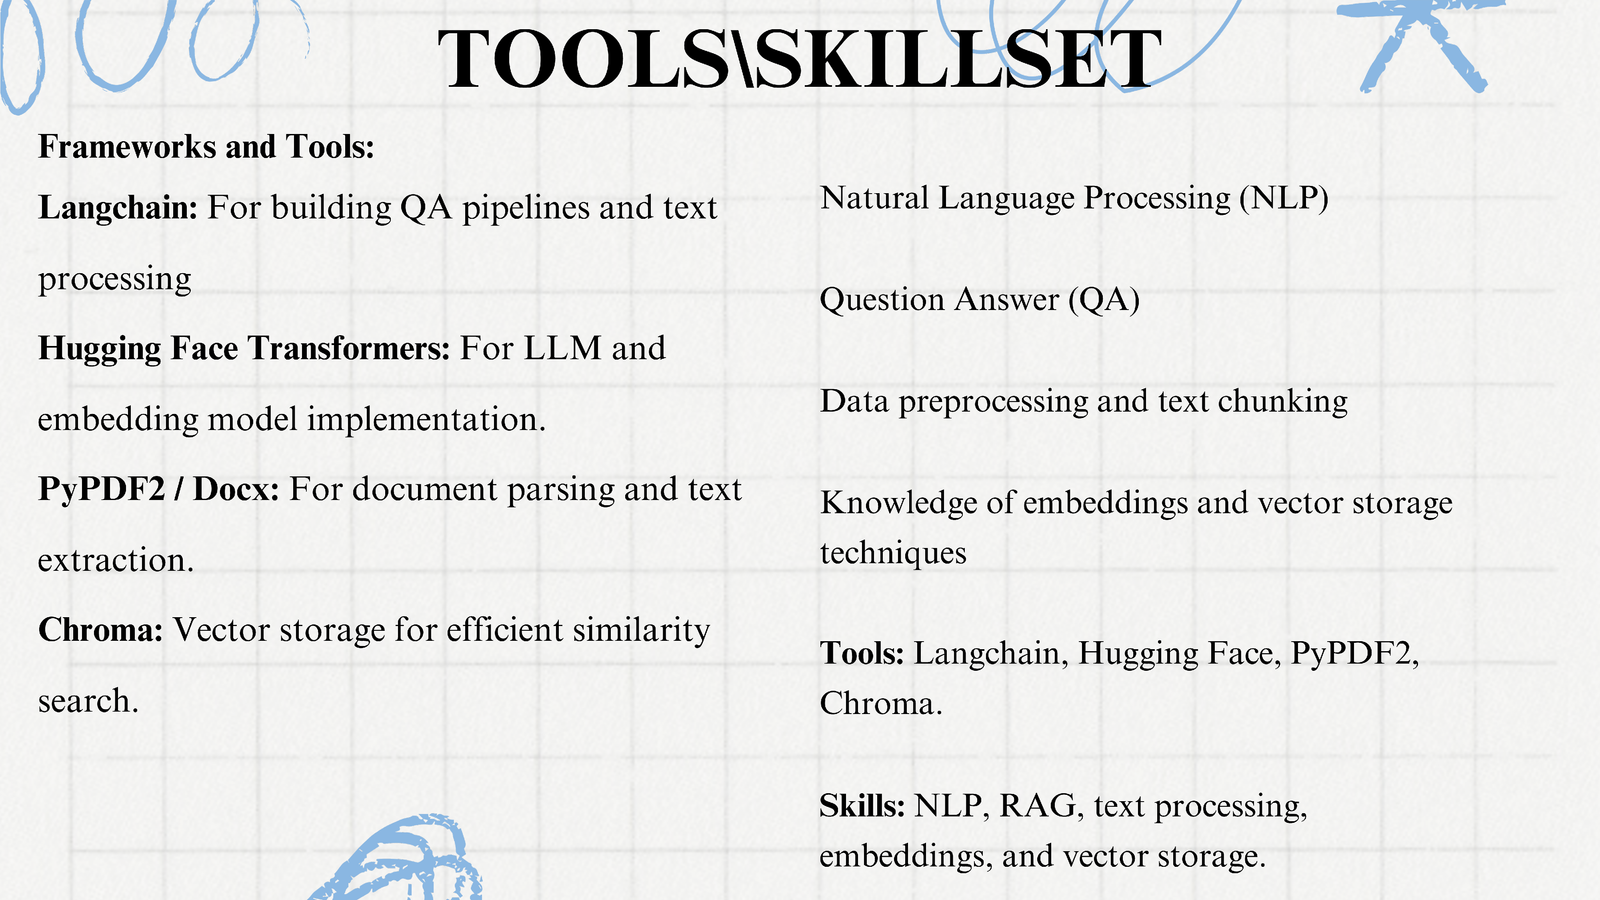 TOOLS\SKILLSET
Frameworks and Tools:
Langchain: For building QA pipelines and text
processing
Hugging Face Transformers: For LLM and
embedding model implementation.
PyPDF2 / Docx: For document parsing and text
extraction.
Chroma: Vector storage for efficient similarity
search.
Natural Language Processing (NLP)
Question Answer (QA)
Data preprocessing and text chunking
Knowledge of embeddings and vector storage
techniques
Tools: Langchain, Hugging Face, PyPDF2,
Chroma.
Skills: NLP, RAG, text processing,
embeddings, and vector storage.